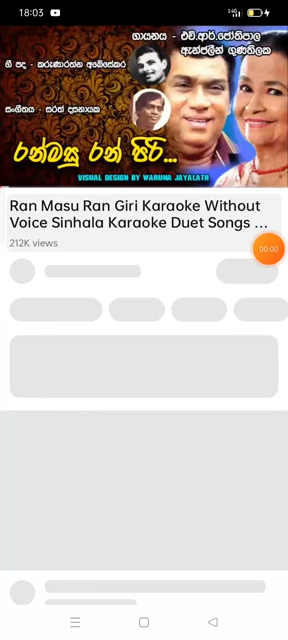 18:03
ගායනය - එච්.ආර්.ජෝතිපාල
ඇන්ජලීන් ගුණතිලක
ගී පද - කරුණාරත්න අබේසේකර
සංගීතය - සරත් දසනායක
රන්මසු රන් ගිරි...
VISUAL DESIGN BY WARUNA JAYALATH
Ran Masu Ran Giri Karaoke Without
Voice Sinhala Karaoke Duet Songs ...
212K views
00:00